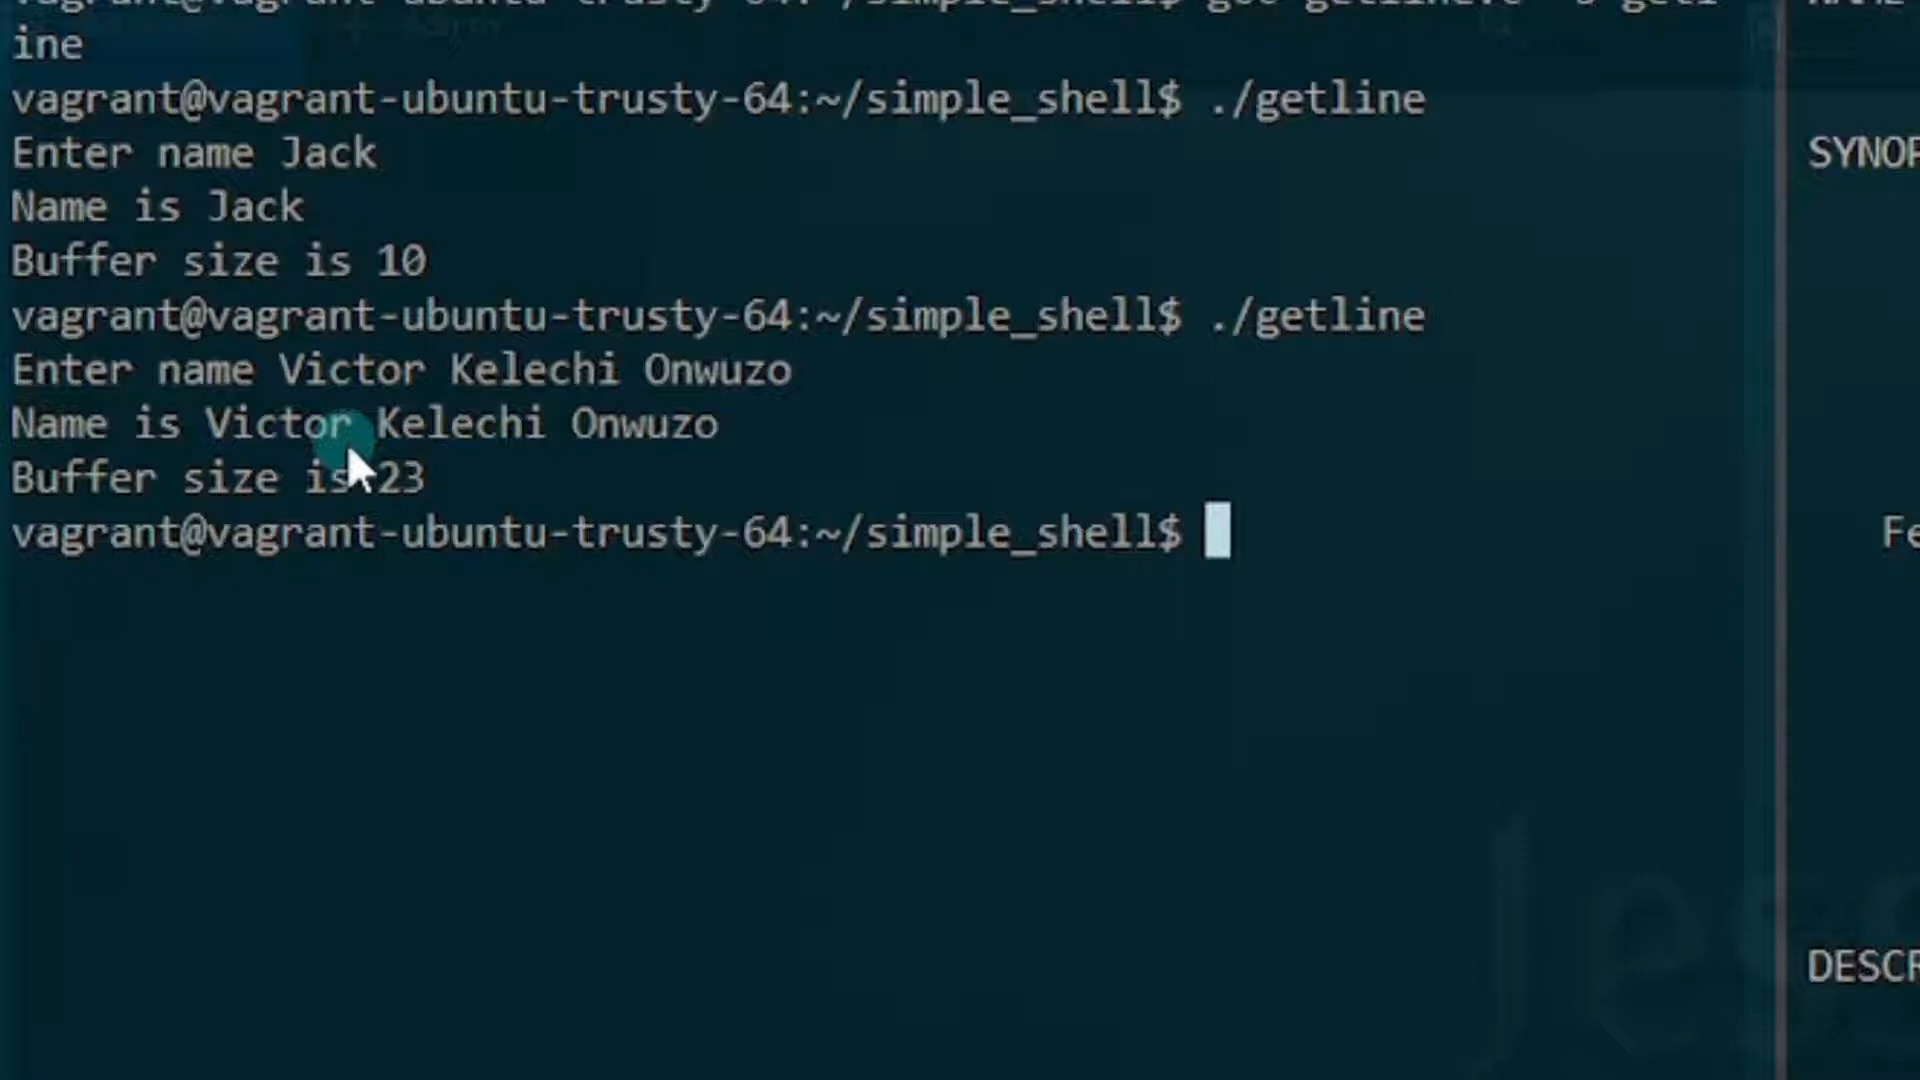 ine
vagrant@vagrant-ubuntu-trusty-64:~/simple_shell$ ./getline
Enter name Jack
Name is Jack
Buffer size is 10
vagrant@vagrant-ubuntu-trusty-64:~/simple_shell$ ./getline
Enter name Victor Kelechi Onwuzo
Name is Victor Kelechi Onwuzo
Buffer size is 23
vagrant@vagrant-ubuntu-trusty-64:~/simple_shell$
SYNOP
Fe
DESCR
Jess